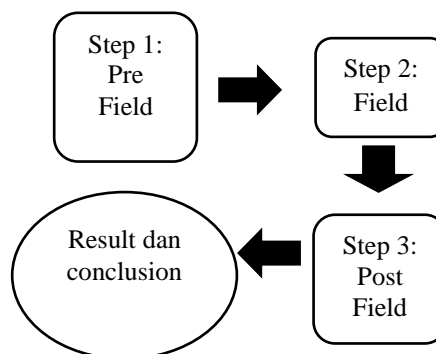 Step 1:
Pre
Field
Step 2:
Field
Step 3:
Post
Field
Result dan
conclusion